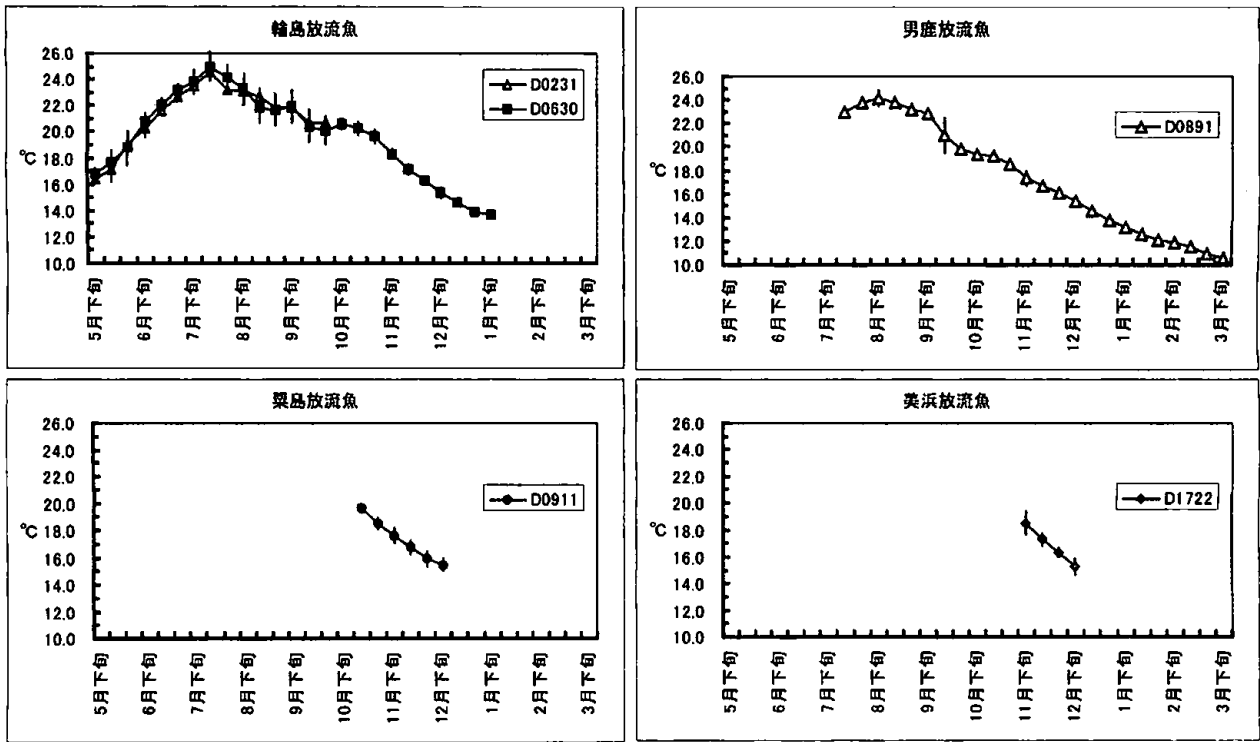 輪島放流魚
26.0
24.0
22.0
20.0
18.0
16.0
14.0
12.0
10.0
℃
D0231
D0630
5月下旬
6月下旬
7月下旬
8月下旬
9月下旬
10月下旬
11月下旬
12月下旬
1月下旬
2月下旬
3月下旬
男鹿放流魚
26.0
24.0
22.0
20.0
18.0
16.0
14.0
12.0
10.0
℃
D0891
5月下旬
6月下旬
7月下旬
8月下旬
9月下旬
10月下旬
11月下旬
12月下旬
1月下旬
2月下旬
3月下旬
粟島放流魚
26.0
24.0
22.0
20.0
18.0
16.0
14.0
12.0
10.0
℃
D0911
5月下旬
6月下旬
7月下旬
8月下旬
9月下旬
10月下旬
11月下旬
12月下旬
1月下旬
2月下旬
3月下旬
美浜放流魚
26.0
24.0
22.0
20.0
18.0
16.0
14.0
12.0
10.0
℃
D1722
5月下旬
6月下旬
7月下旬
8月下旬
9月下旬
10月下旬
11月下旬
12月下旬
1月下旬
2月下旬
3月下旬